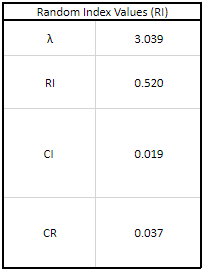 Random Index Values (RI)
λ 3.039
RI 0.520
CI 0.019
CR 0.037